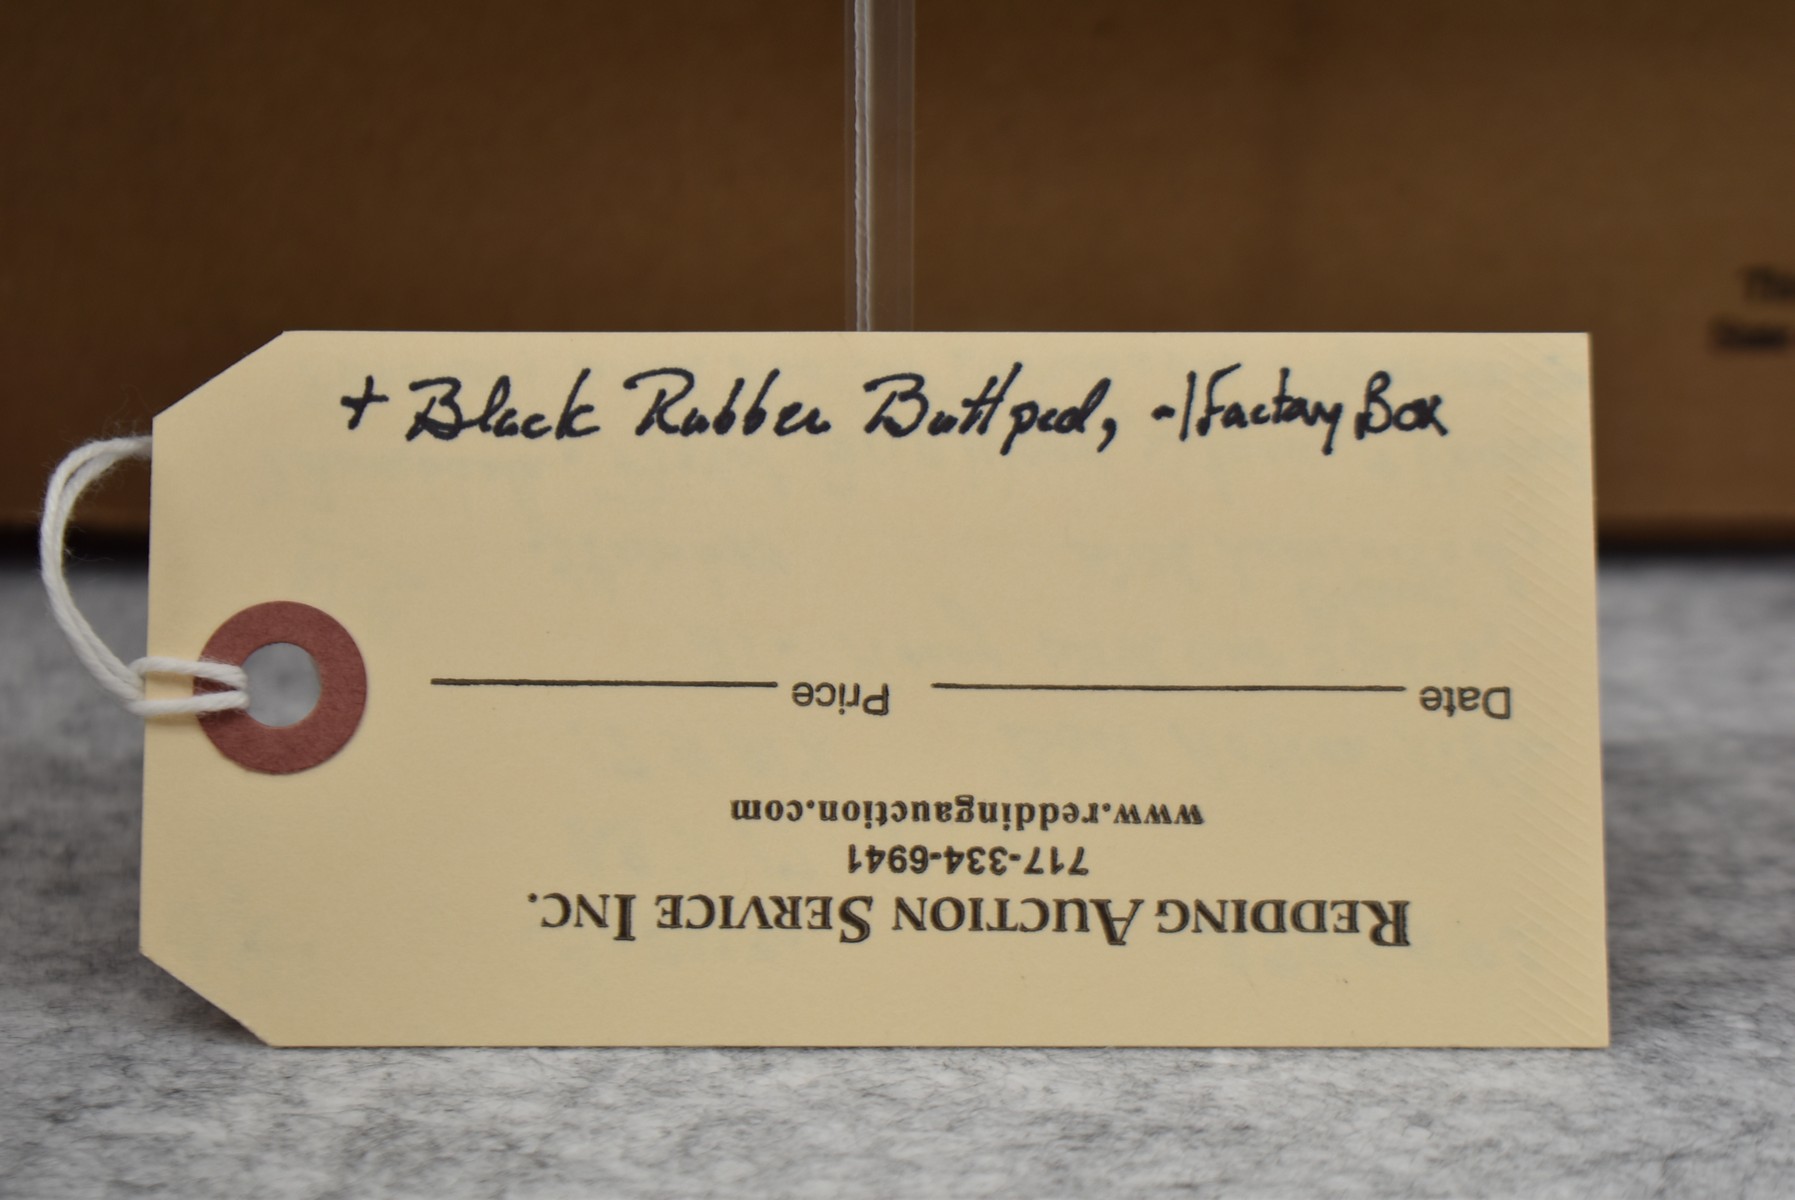 + Black Rubber Buttpad, -/Factory Box
REDDING AUCTION SERVICE INC.
717-334-6941
www.reddingauction.com
Date Price